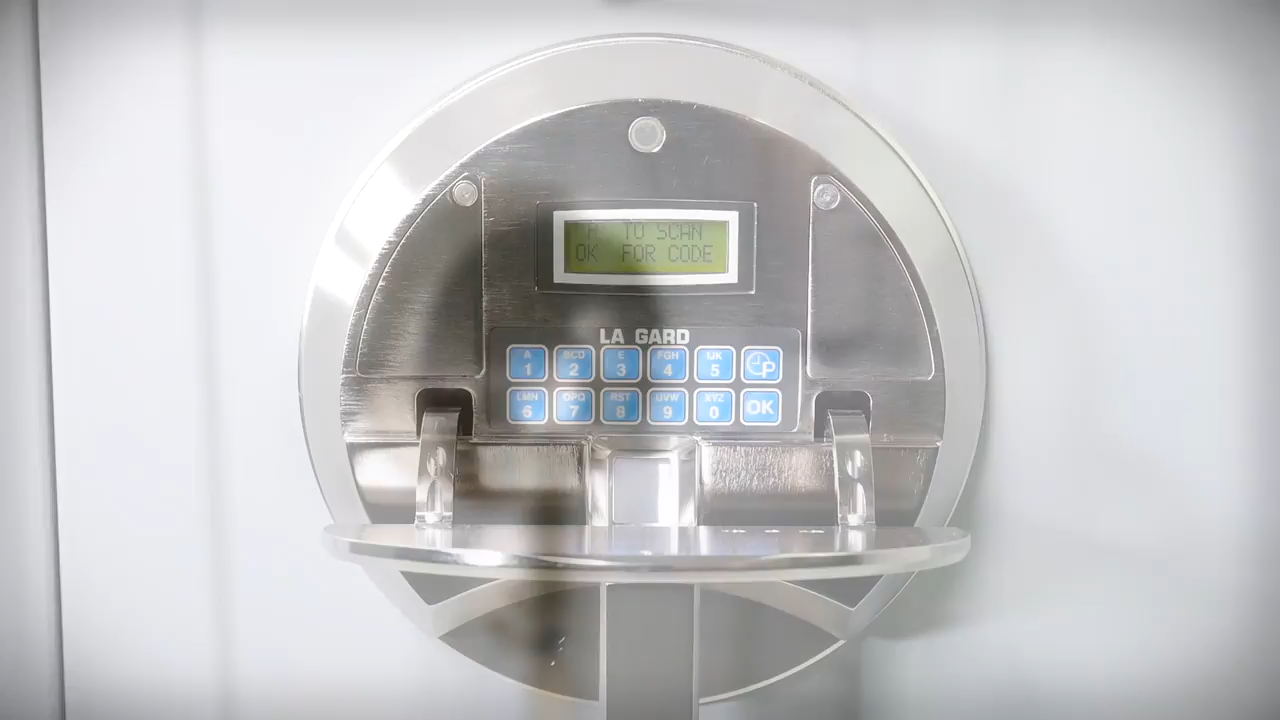 TO SCAN
OK FOR CODE
LA GARD
A BCD E FGH IJK
1 2 3 4 5 P
LMN OPQ RST UVW XYZ
6 7 8 9 0 OK